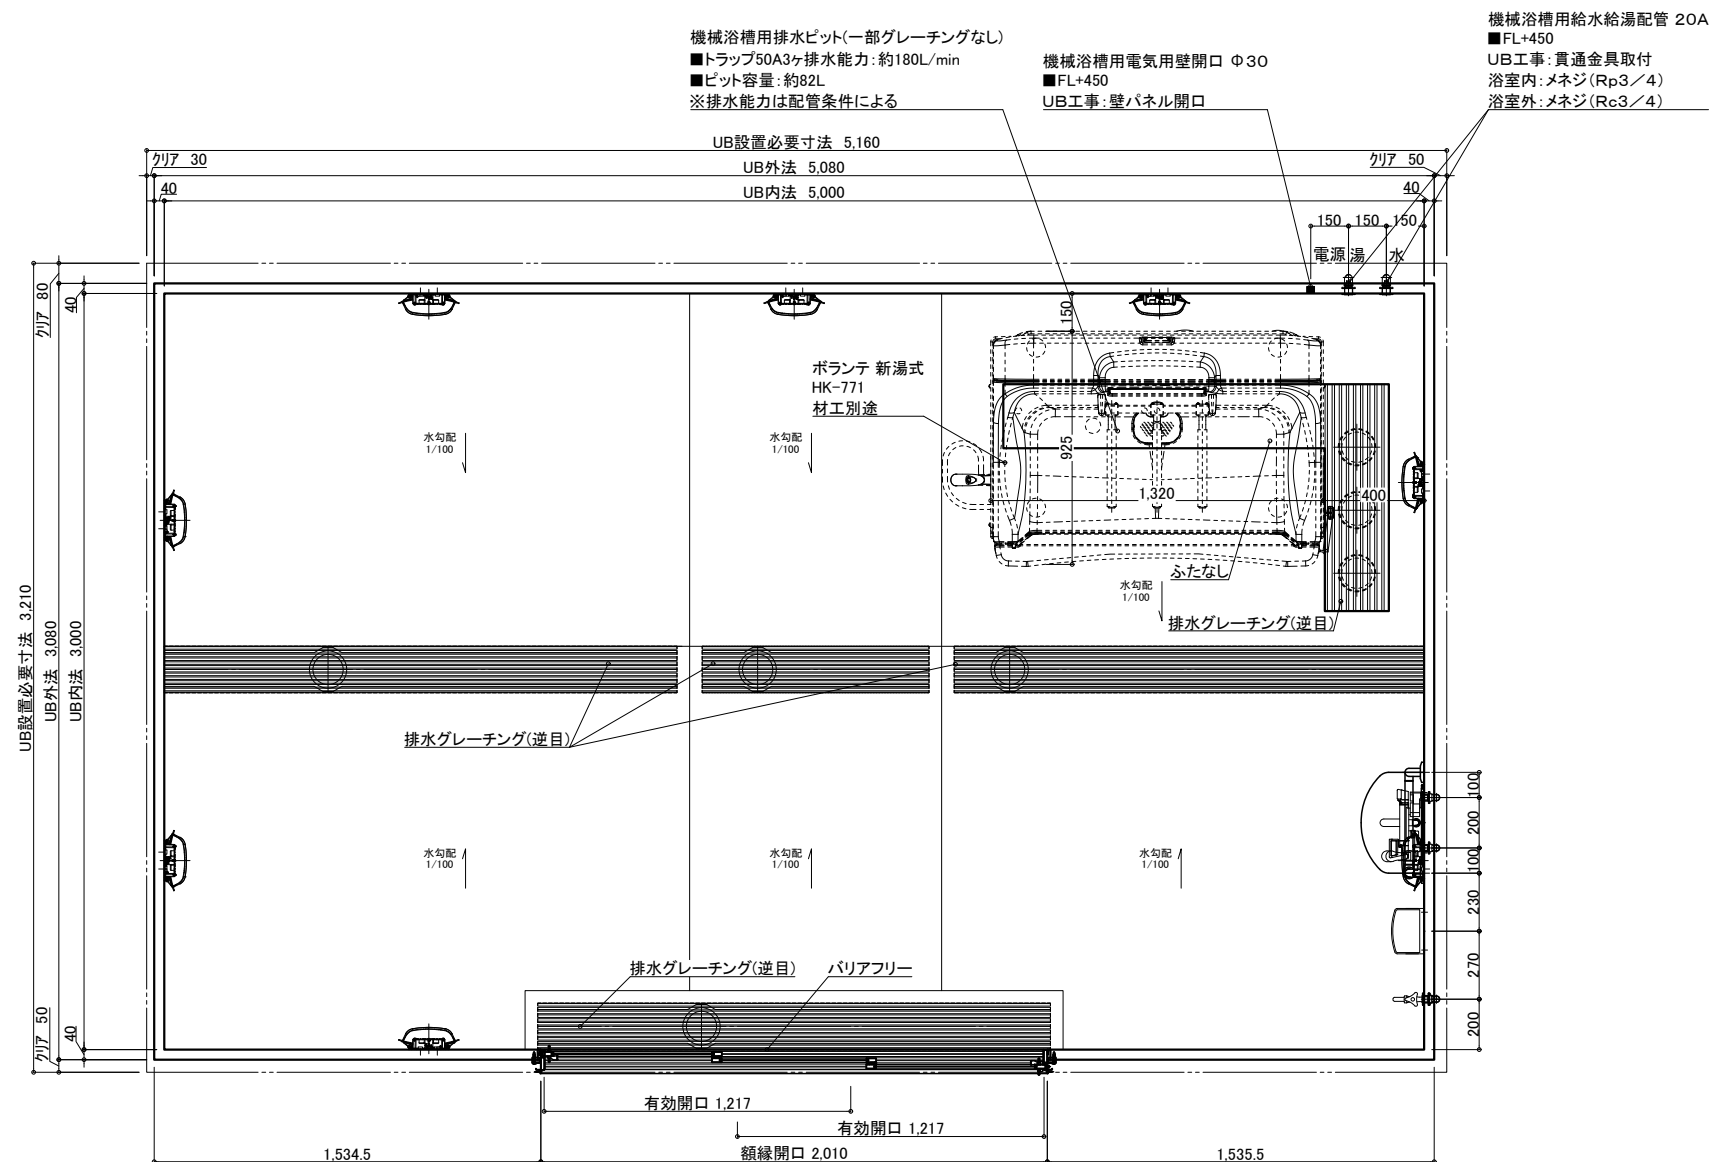 機械浴槽用排水ピット(一部グレーチングなし)
■トラップ50A3ヶ排水能力:約180L/min
■ピット容量:約82L
※排水能力は配管条件による
機械浴槽用電気用壁開口 Φ30
■FL+450
UB工事:壁パネル開口
機械浴槽用給水給湯配管 20A
■FL+450
UB工事:貫通金具取付
浴室内:メネジ(Rp3/4)
浴室外:メネジ(Rc3/4)
UB設置必要寸法 5,160
クリア 30
UB外法 5,080
クリア 50
40
UB内法 5,000
40
150
150
150
電源
湯
水
UB設置必要寸法 3,210
UB外法 3,080
UB内法 3,000
クリア 80
40
クリア 50
40
150
ボランテ 新湯式
HK-771
材工別途
925
1,320
400
水勾配
1/100
水勾配
1/100
ふたなし
水勾配
1/100
排水グレーチング(逆目)
排水グレーチング(逆目)
100
200
100
230
270
200
水勾配
1/100
水勾配
1/100
水勾配
1/100
排水グレーチング(逆目)
バリアフリー
有効開口 1,217
有効開口 1,217
1,534.5
額縁開口 2,010
1,535.5